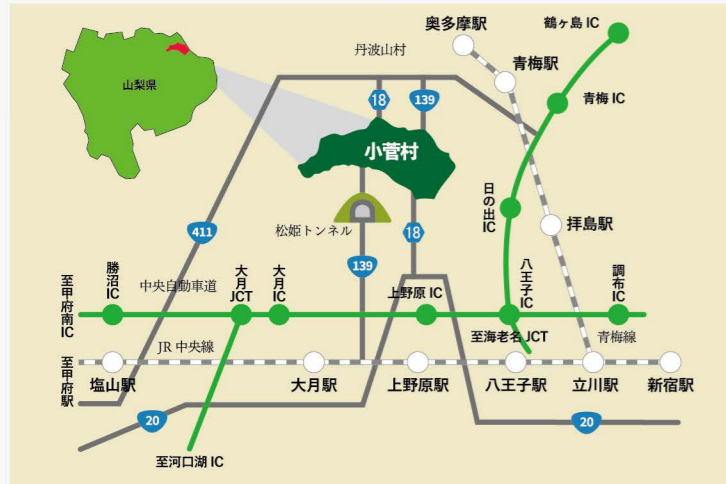 鶴ヶ島 IC
奥多摩駅
丹波山村
青梅駅
山梨県
18
139
青梅 IC
小菅村
日の出IC
411
松姫トンネル
18
拝島駅
139
至甲府南IC
勝沼IC
中央自動車道
大月JCT
大月IC
上野原 IC
八王子IC
調布IC
至海老名 JCT
青梅線
JR 中央線
至甲府駅
塩山駅
大月駅
上野原駅
八王子駅
立川駅
新宿駅
20
20
至河口湖 IC